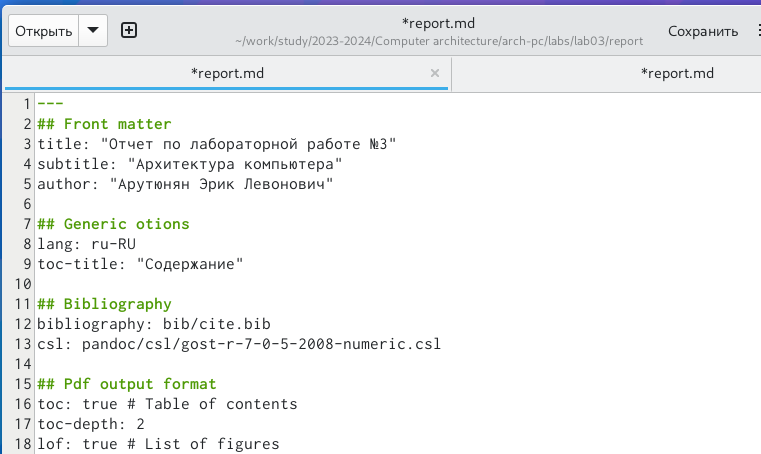 Открыть
*report.md
~/work/study/2023-2024/Computer architecture/arch-pc/labs/lab03/report
Сохранить
*report.md
*report.md
1 ---
2 ## Front matter
3 title: "Отчет по лабораторной работе №3"
4 subtitle: "Архитектура компьютера"
5 author: "Арутюнян Эрик Левонович"
6
7 ## Generic otions
8 lang: ru-RU
9 toc-title: "Содержание"
10
11 ## Bibliography
12 bibliography: bib/cite.bib
13 csl: pandoc/csl/gost-r-7-0-5-2008-numeric.csl
14
15 ## Pdf output format
16 toc: true # Table of contents
17 toc-depth: 2
18 lof: true # List of figures